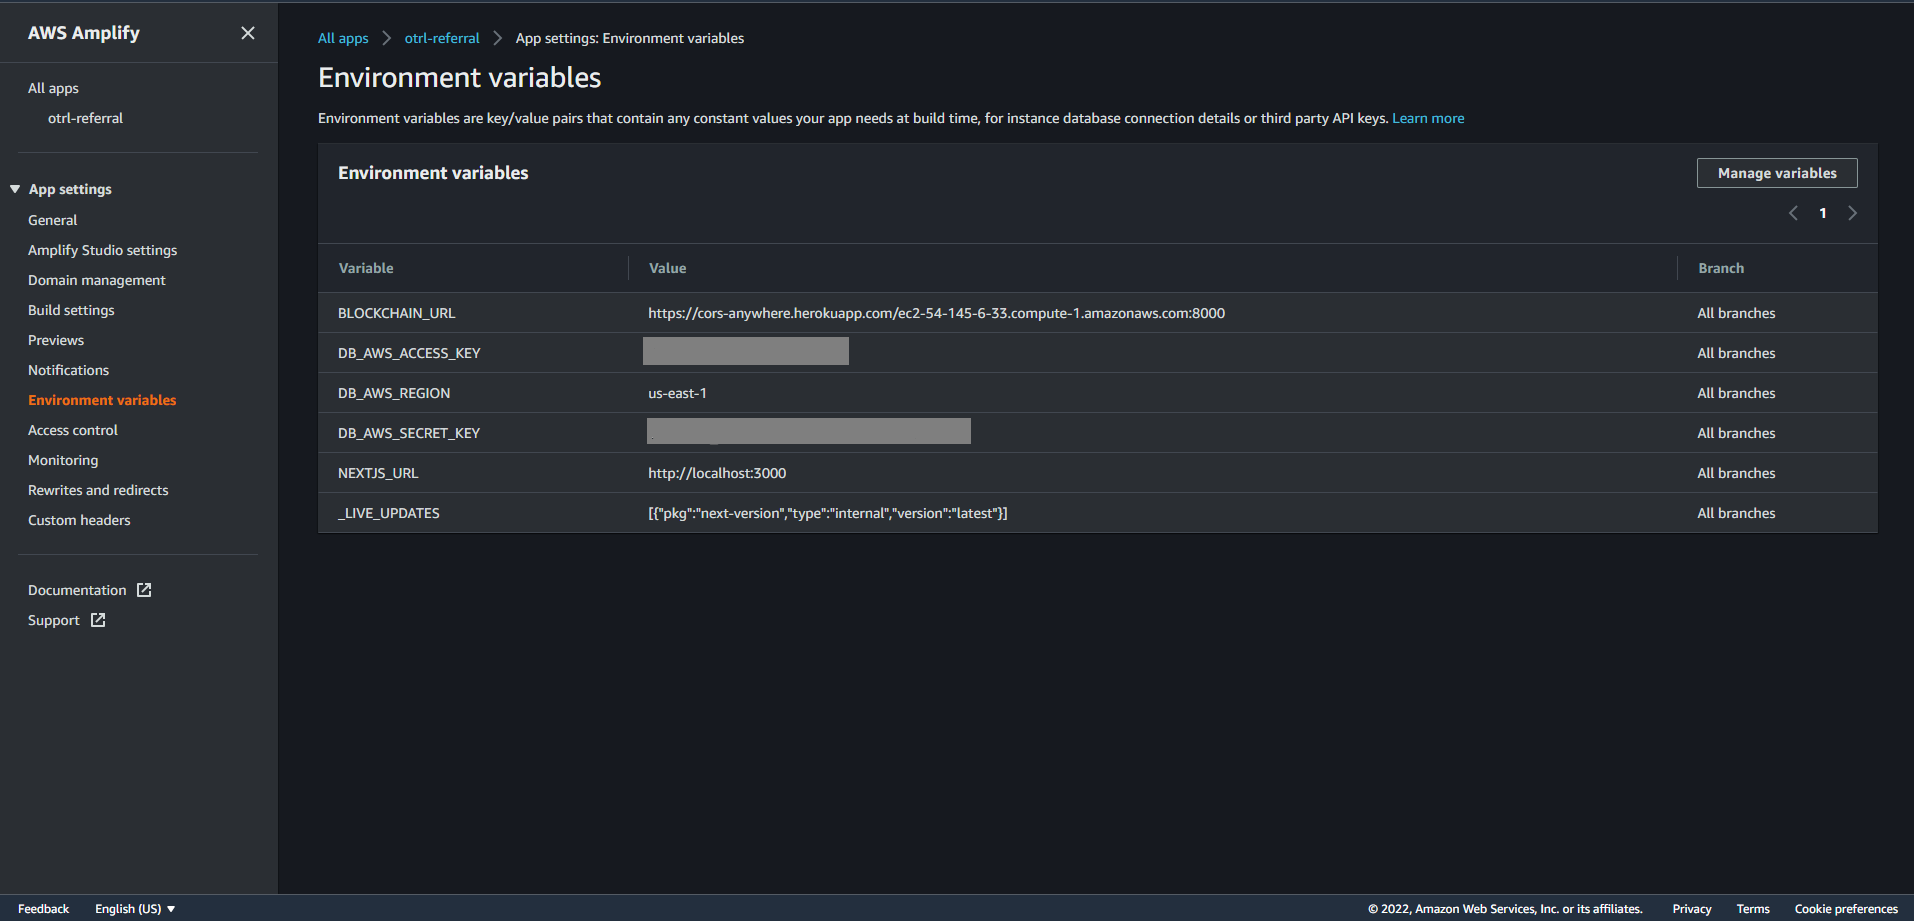 AWS Amplify
All apps
otrl-referral
App settings
General
Amplify Studio settings
Domain management
Build settings
Previews
Notifications
Environment variables
Access control
Monitoring
Rewrites and redirects
Custom headers
Documentation
Support
All apps > otrl-referral > App settings: Environment variables
Environment variables
Environment variables are key/value pairs that contain any constant values your app needs at build time, for instance database connection details or third party API keys. Learn more
Environment variables
Manage variables
1
Variable Value Branch
BLOCKCHAIN_URL https://cors-anywhere.herokuapp.com/ec2-54-145-6-33.compute-1.amazonaws.com:8000 All branches
DB_AWS_ACCESS_KEY All branches
DB_AWS_REGION us-east-1 All branches
DB_AWS_SECRET_KEY All branches
NEXTJS_URL http://localhost:3000 All branches
_LIVE_UPDATES [{"pkg":"next-version","type":"internal","version":"latest"}] All branches
Feedback English (US) © 2022, Amazon Web Services, Inc. or its affiliates. Privacy Terms Cookie preferences